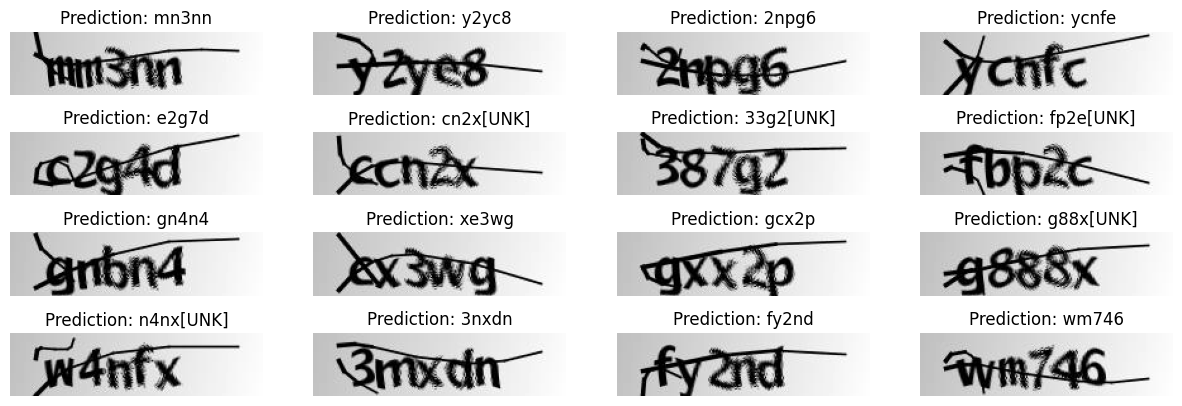 Prediction: mn3nn Prediction: y2yc8 Prediction: 2npg6 Prediction: ycnfe
mm3nn y2ye8 2npg6 ycnfc
Prediction: e2g7d Prediction: cn2x[UNK] Prediction: 33g2[UNK] Prediction: fp2e[UNK]
c2g4d ccn2x 387g2 fbp2c
Prediction: gn4n4 Prediction: xe3wg Prediction: gcx2p Prediction: g88x[UNK]
gnbn4 cx3wg gxx2p g888x
Prediction: n4nx[UNK] Prediction: 3nxdn Prediction: fy2nd Prediction: wm746
w4nfx 3mxdn fy2nd wm746